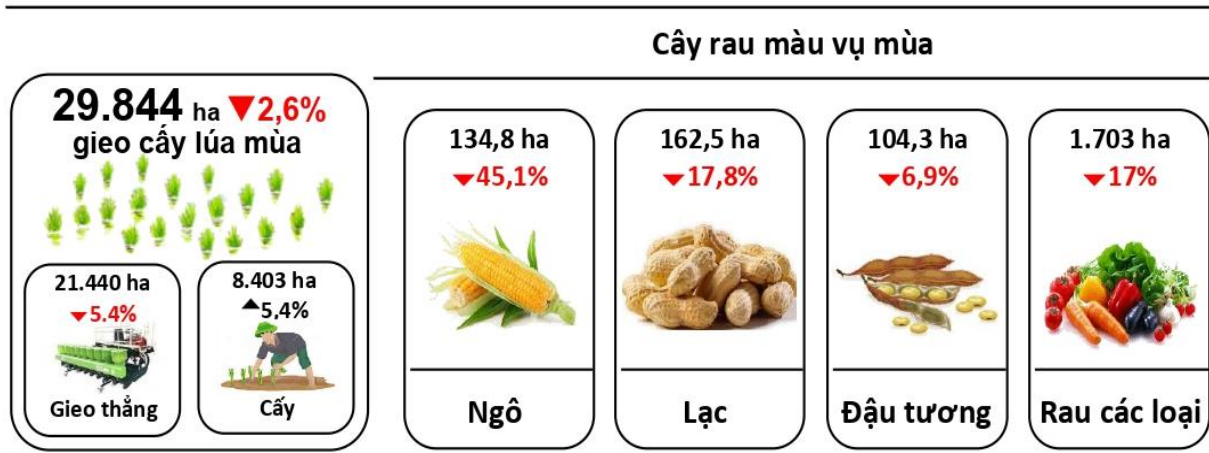 Cây rau màu vụ mùa
29.844 ha ▼2,6%
gieo cấy lúa mùa
21.440 ha
▼5.4%
Gieo thẳng
8.403 ha
▲5,4%
Cấy
134,8 ha
▼45,1%
Ngô
162,5 ha
▼17,8%
Lạc
104,3 ha
▼6,9%
Đậu tương
1.703 ha
▼17%
Rau các loại